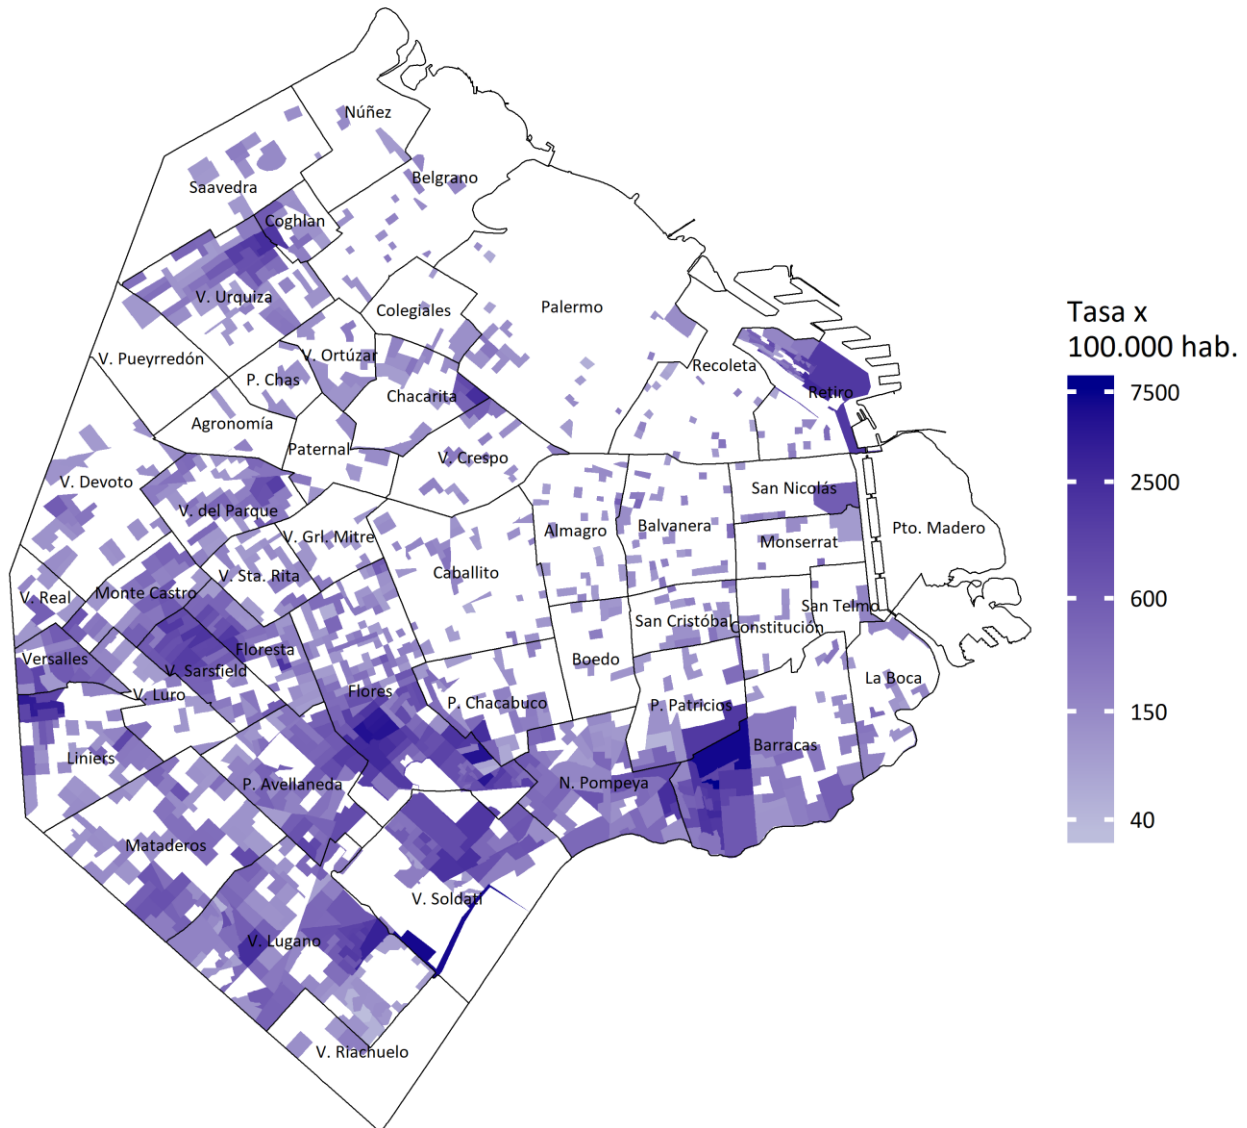 Núñez
Belgrano
Saavedra
Coghlan
V. Urquiza
Colegiales
Palermo
V. Pueyrredón
V. Ortúzar
P. Chas
Recoleta
Retiro
Chacarita
Agronomía
Paternal
V. Crespo
V. Devoto
San Nicolás
V. del Parque
V. Grl. Mitre
Almagro
Balvanera
Monserrat
Pto. Madero
Caballito
V. Sta. Rita
V. Real
Monte Castro
San Telmo
San Cristóbal
Constitución
Versalles
Floresta
Boedo
V. Sarsfield
La Boca
V. Luro
Flores
P. Chacabuco
P. Patricios
Barracas
Liniers
P. Avellaneda
N. Pompeya
Mataderos
V. Soldati
V. Lugano
V. Riachuelo
Tasa x
100.000 hab.
7500
2500
600
150
40